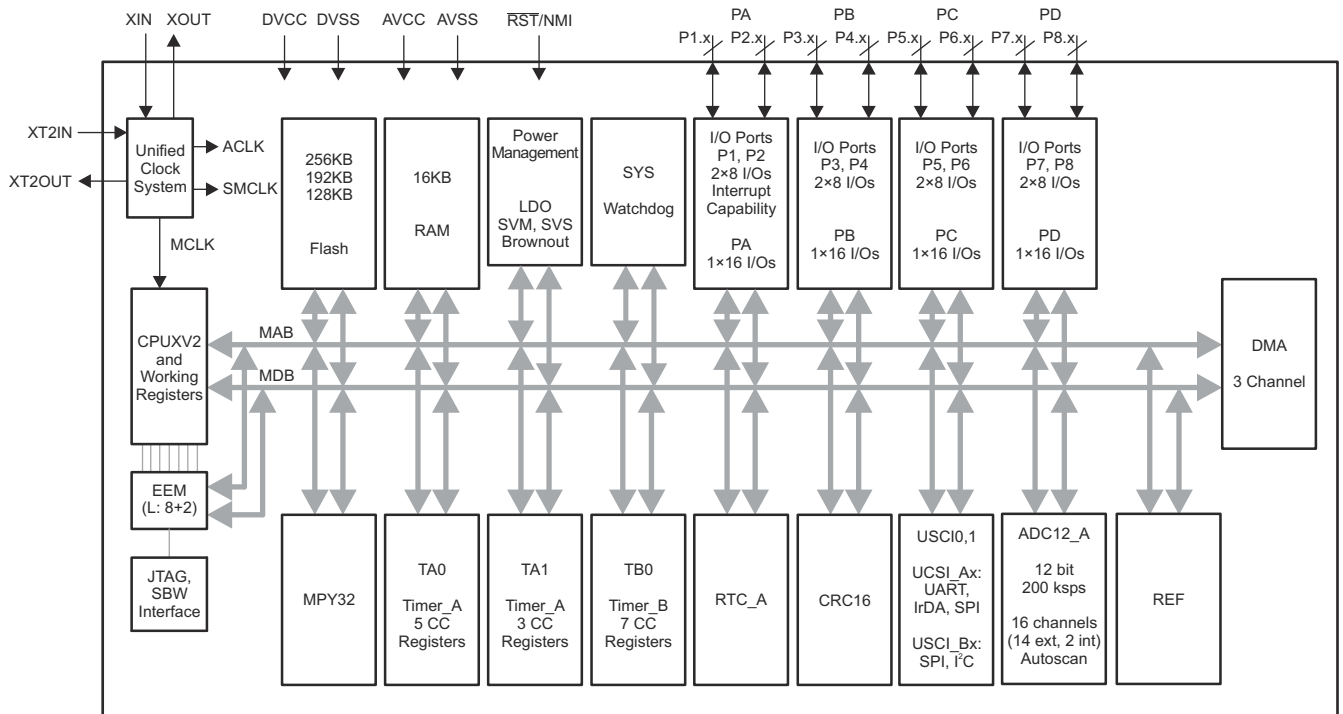 XIN XOUT DVCC DVSS AVCC AVSS RST/NMI PA PB PC PD
P1.x P2.x P3.x P4.x P5.x P6.x P7.x P8.x
XT2IN
XT2OUT
Unified
Clock
System
ACLK
SMCLK
MCLK
256KB
192KB
128KB
Flash
16KB
RAM
Power
Management
LDO
SVM, SVS
Brownout
SYS
Watchdog
I/O Ports
P1, P2
2×8 I/Os
Interrupt
Capability
PA
1×16 I/Os
I/O Ports
P3, P4
2×8 I/Os
PB
1×16 I/Os
I/O Ports
P5, P6
2×8 I/Os
PC
1×16 I/Os
I/O Ports
P7, P8
2×8 I/Os
PD
1×16 I/Os
CPUXV2
and
Working
Registers
MAB
MDB
DMA
3 Channel
EEM
(L: 8+2)
JTAG,
SBW
Interface
MPY32
TA0
Timer_A
5 CC
Registers
TA1
Timer_A
3 CC
Registers
TB0
Timer_B
7 CC
Registers
RTC_A
CRC16
USCI0,1
UCSI_Ax:
UART,
IrDA, SPI
USCI_Bx:
SPI, I²C
ADC12_A
12 bit
200 ksps
16 channels
(14 ext, 2 int)
Autoscan
REF